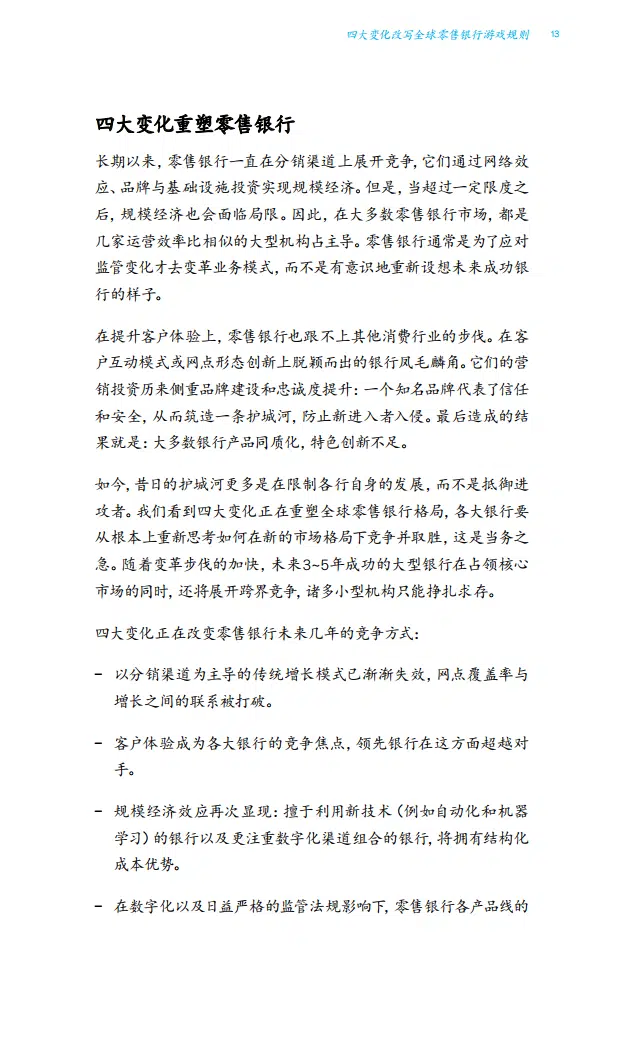 四大变化改写全球零售银行游戏规则 13
四大变化重塑零售银行
长期以来，零售银行一直在分销渠道上展开竞争，它们通过网络效
应、品牌与基础设施投资实现规模经济。但是，当超过一定限度之
后，规模经济也会面临局限。因此，在大多数零售银行市场，都是
几家运营效率比相似的大型机构占主导。零售银行通常是为了应对
监管变化才去变革业务模式，而不是有意识地重新设想未来成功银
行的样子。
在提升客户体验上，零售银行也跟不上其他消费行业的步伐。在客
户互动模式或网点形态创新上脱颖而出的银行凤毛麟角。它们的营
销投资历来侧重品牌建设和忠诚度提升：一个知名品牌代表了信任
和安全，从而筑造一条护城河，防止新进入者入侵。最后造成的结
果就是：大多数银行产品同质化，特色创新不足。
如今，昔日的护城河更多是在限制各行自身的发展，而不是抵御进
攻者。我们看到四大变化正在重塑全球零售银行格局，各大银行要
从根本上重新思考如何在新的市场格局下竞争并取胜，这是当务之
急。随着变革步伐的加快，未来3~5年成功的大型银行在占领核心
市场的同时，还将展开跨界竞争，诸多小型机构只能挣扎求存。
四大变化正在改变零售银行未来几年的竞争方式：
– 以分销渠道为主导的传统增长模式已渐渐失效，网点覆盖率与
增长之间的联系被打破。
– 客户体验成为各大银行的竞争焦点，领先银行在这方面超越对
手。
– 规模经济效应再次显现：擅于利用新技术（例如自动化和机器
学习）的银行以及更注重数字化渠道组合的银行，将拥有结构化
成本优势。
– 在数字化以及日益严格的监管法规影响下，零售银行各产品线的